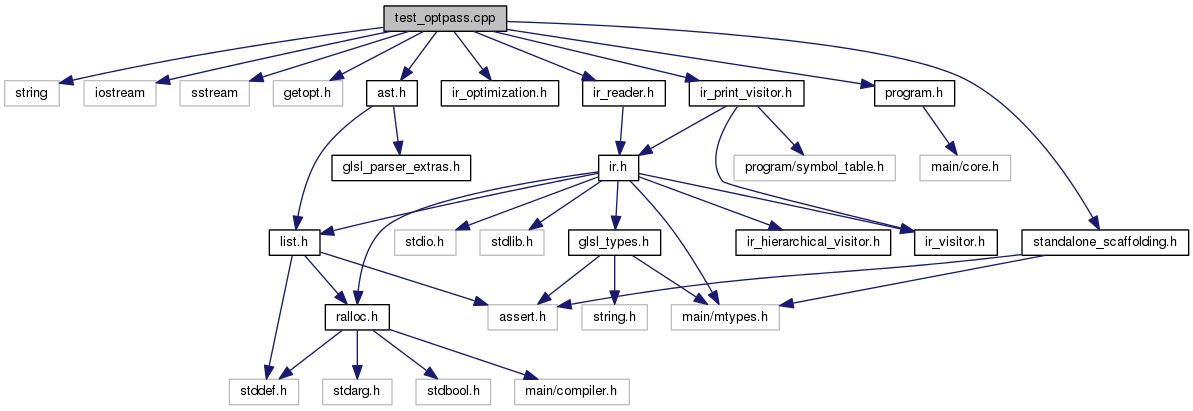 test_optpass.cpp
string
iostream
sstream
getopt.h
ast.h
ir_optimization.h
ir_reader.h
ir_print_visitor.h
program.h
glsl_parser_extras.h
ir.h
program/symbol_table.h
main/core.h
list.h
stdio.h
stdlib.h
glsl_types.h
ir_hierarchical_visitor.h
ir_visitor.h
standalone_scaffolding.h
ralloc.h
assert.h
string.h
main/mtypes.h
stddef.h
stdarg.h
stdbool.h
main/compiler.h